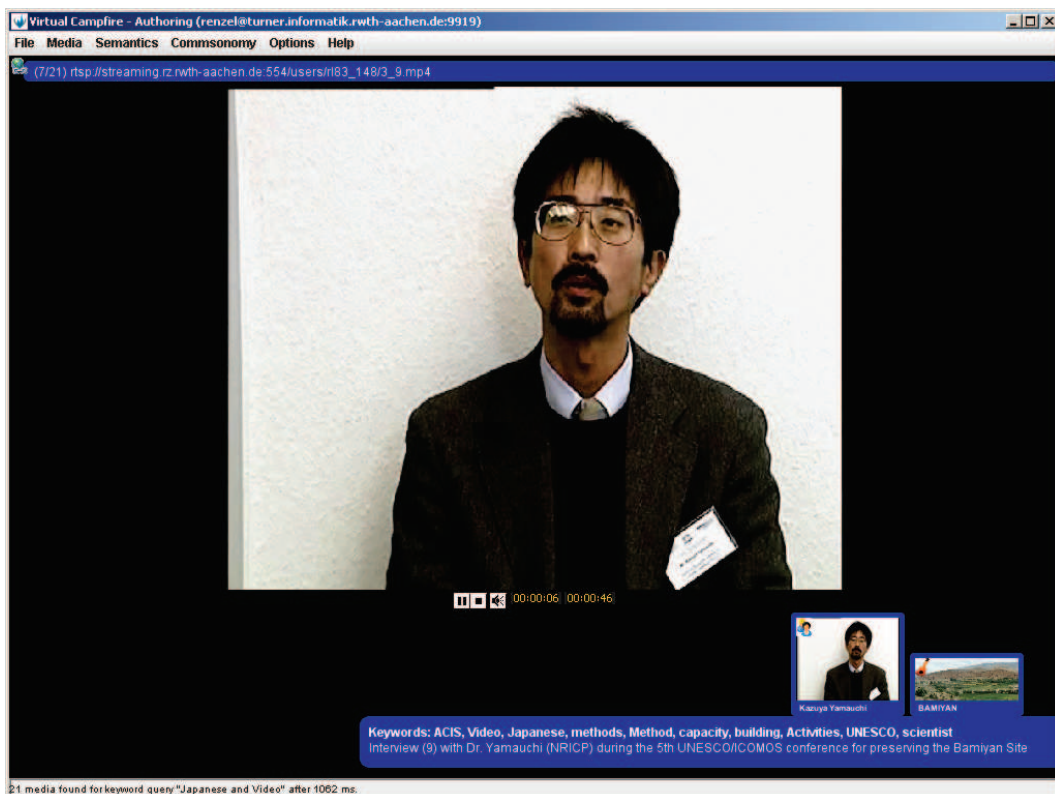 Virtual Campfire - Authoring (renzel@turner.informatik.rwth-aachen.de:9919)
File Media Semantics Commsonomy Options Help
(7/21) rtsp://streaming.rz.rwth-aachen.de:554/users/rl83_148/3_9.mp4
00:00:06 00:00:46
Kazuya Yamauchi
BAMIYAN
Keywords: ACIS, Video, Japanese, methods, Method, capacity, building, Activities, UNESCO, scientist
Interview (9) with Dr. Yamauchi (NRICP) during the 5th UNESCO/ICOMOS conference for preserving the Bamiyan Site
21 media found for keyword query "Japanese and Video" after 1062 ms.